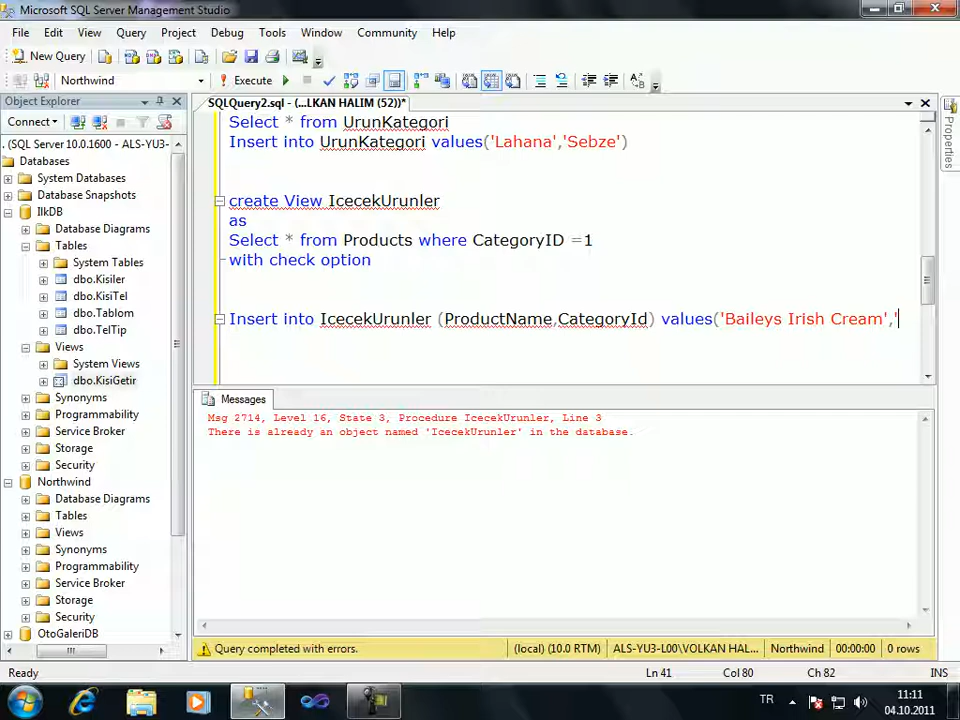 Microsoft SQL Server Management Studio
File Edit View Query Project Debug Tools Window Community Help
New Query
Northwind Execute
Object Explorer
SQLQuery2.sql - (...LKAN HALIM (52))*
Connect
. (SQL Server 10.0.1600 - ALS-YU3-
Databases
System Databases
Database Snapshots
IlkDB
Database Diagrams
Tables
System Tables
dbo.Kisiler
dbo.KisiTel
dbo.Tablom
dbo.TelTip
Views
System Views
dbo.KisiGetir
Synonyms
Programmability
Service Broker
Storage
Security
Northwind
Database Diagrams
Tables
Views
Synonyms
Programmability
Service Broker
Storage
Security
OtoGaleriDB
Select * from UrunKategori
Insert into UrunKategori values('Lahana','Sebze')
create View IcecekUrunler
as
Select * from Products where CategoryID =1
with check option
Insert into IcecekUrunler (ProductName,CategoryId) values('Baileys Irish Cream','
Properties
Messages
Msg 2714, Level 16, State 3, Procedure IcecekUrunler, Line 3
There is already an object named 'IcecekUrunler' in the database.
Query completed with errors. (local) (10.0 RTM) ALS-YU3-L00\VOLKAN HAL... Northwind 00:00:00 0 rows
Ready Ln 41 Col 80 Ch 82 INS
TR 11:11
04.10.2011